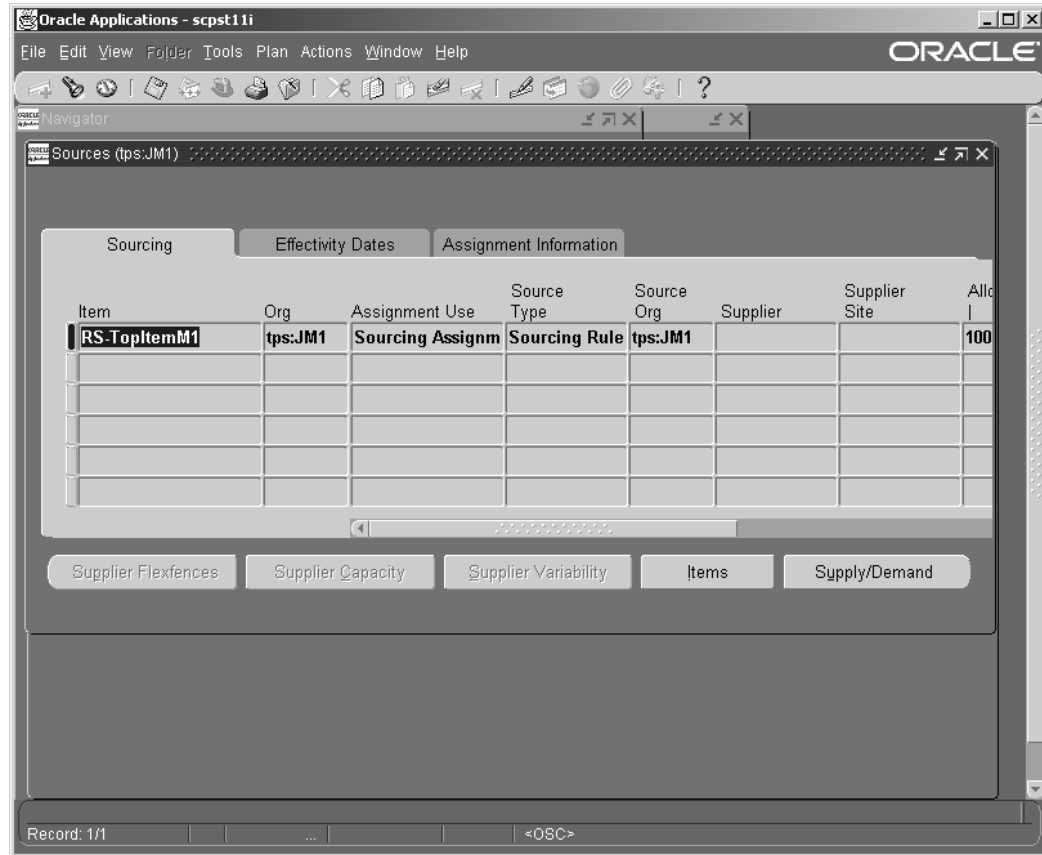 Oracle Applications - scpst11i
File Edit View Folder Tools Plan Actions Window Help
ORACLE
Navigator
Sources (tps:JM1)
Sourcing Effectivity Dates Assignment Information
Source Source Supplier Allo
Item Org Assignment Use Type Org Supplier Site
RS-TopItemM1 tps:JM1 Sourcing Assignm Sourcing Rule tps:JM1 100
Supplier Flexfences Supplier Capacity Supplier Variability Items Supply/Demand
Record: 1/1 ... <OSC>